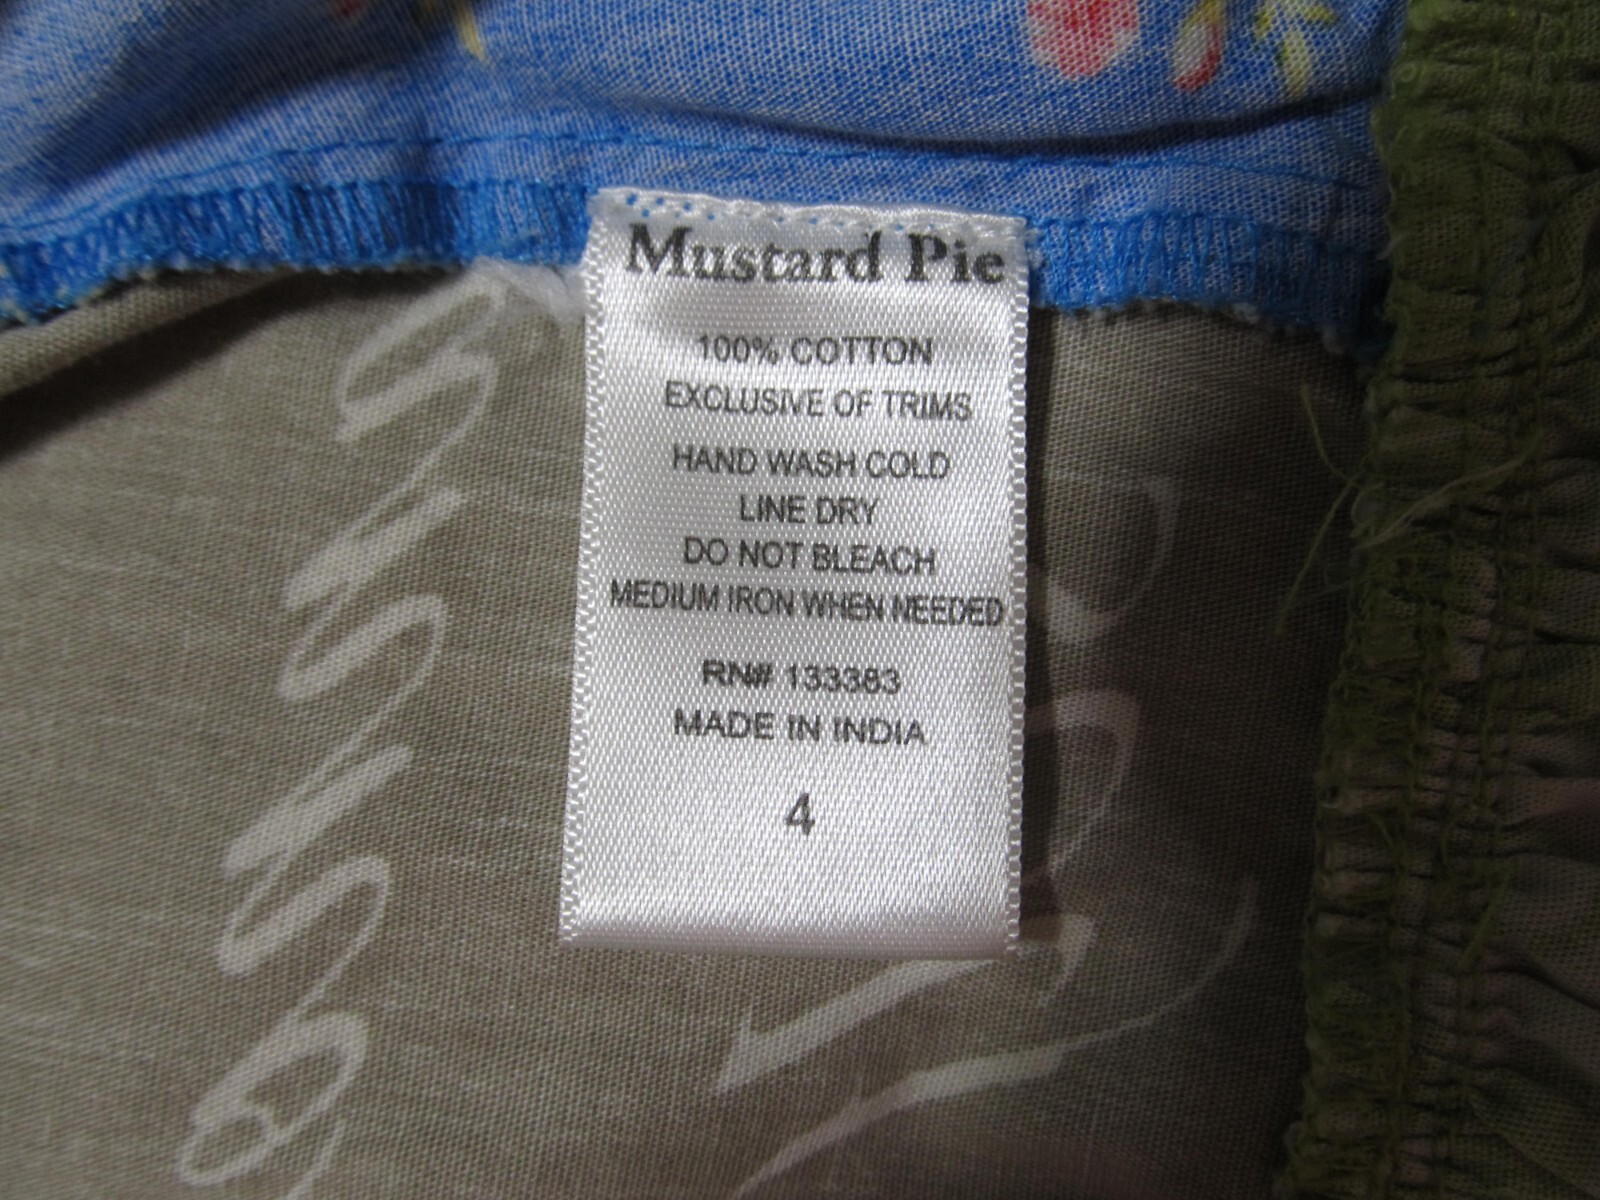 Mustard Pie
100% COTTON
EXCLUSIVE OF TRIMS
HAND WASH COLD
LINE DRY
DO NOT BLEACH
MEDIUM IRON WHEN NEEDED
RN# 133383
MADE IN INDIA
4